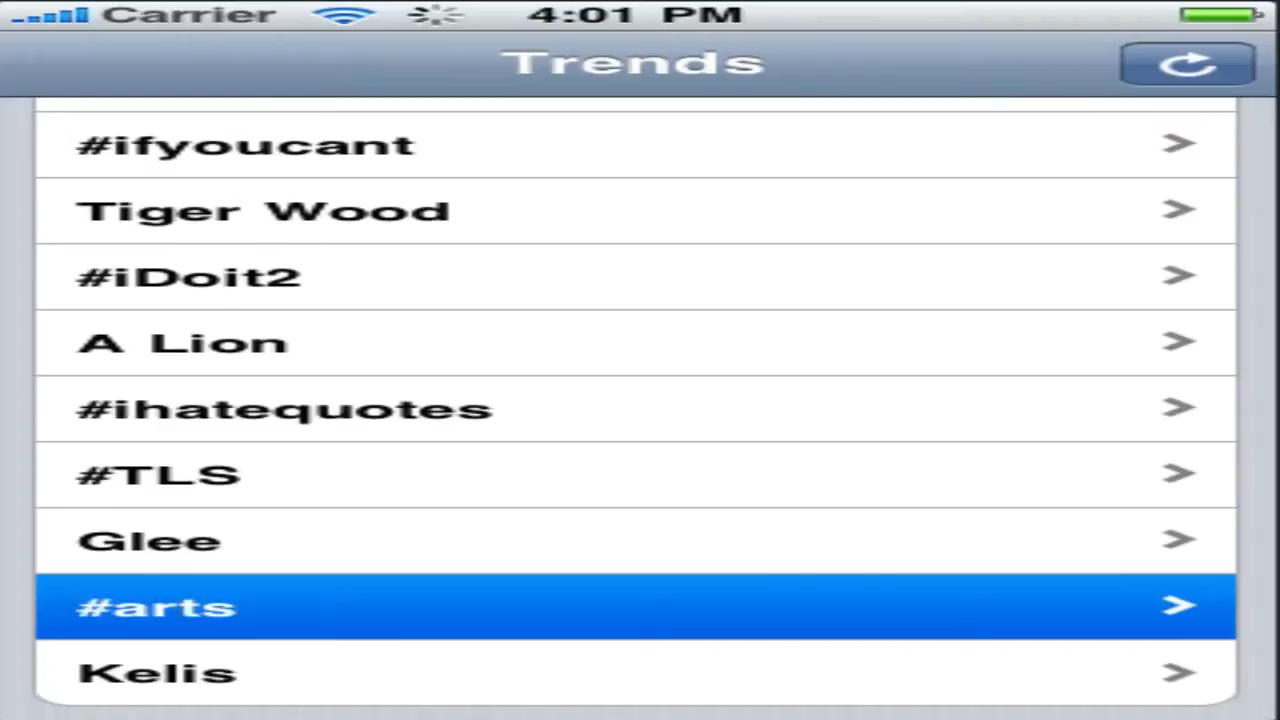 Carrier 4:01 PM
Trends
#ifyoucant
Tiger Wood
#iDoit2
A Lion
#ihatequotes
#TLS
Glee
#arts
Kelis